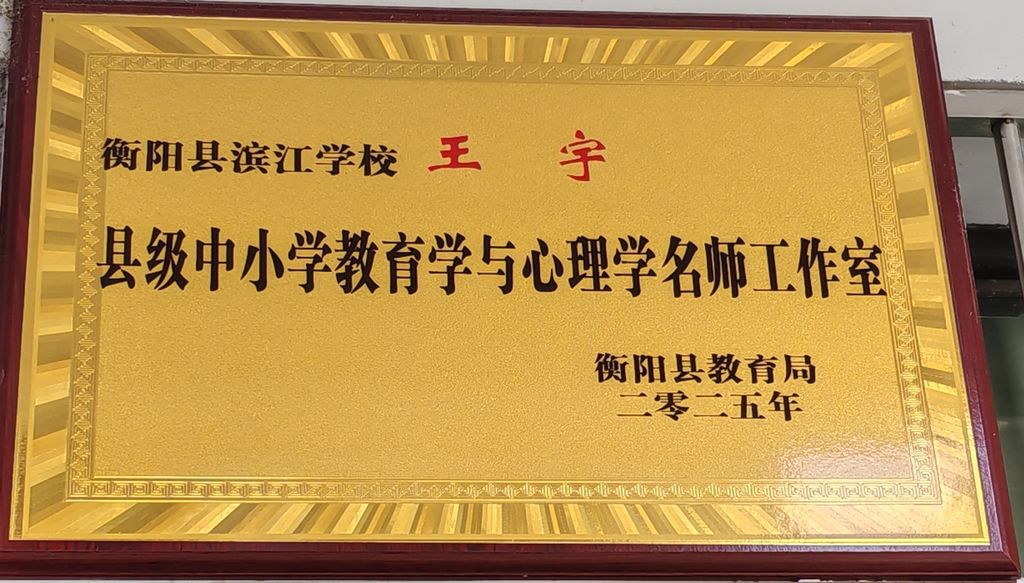 衡阳县滨江学校 王 宇
县级中小学教育学与心理学名师工作室
衡阳县教育局
二零二五年